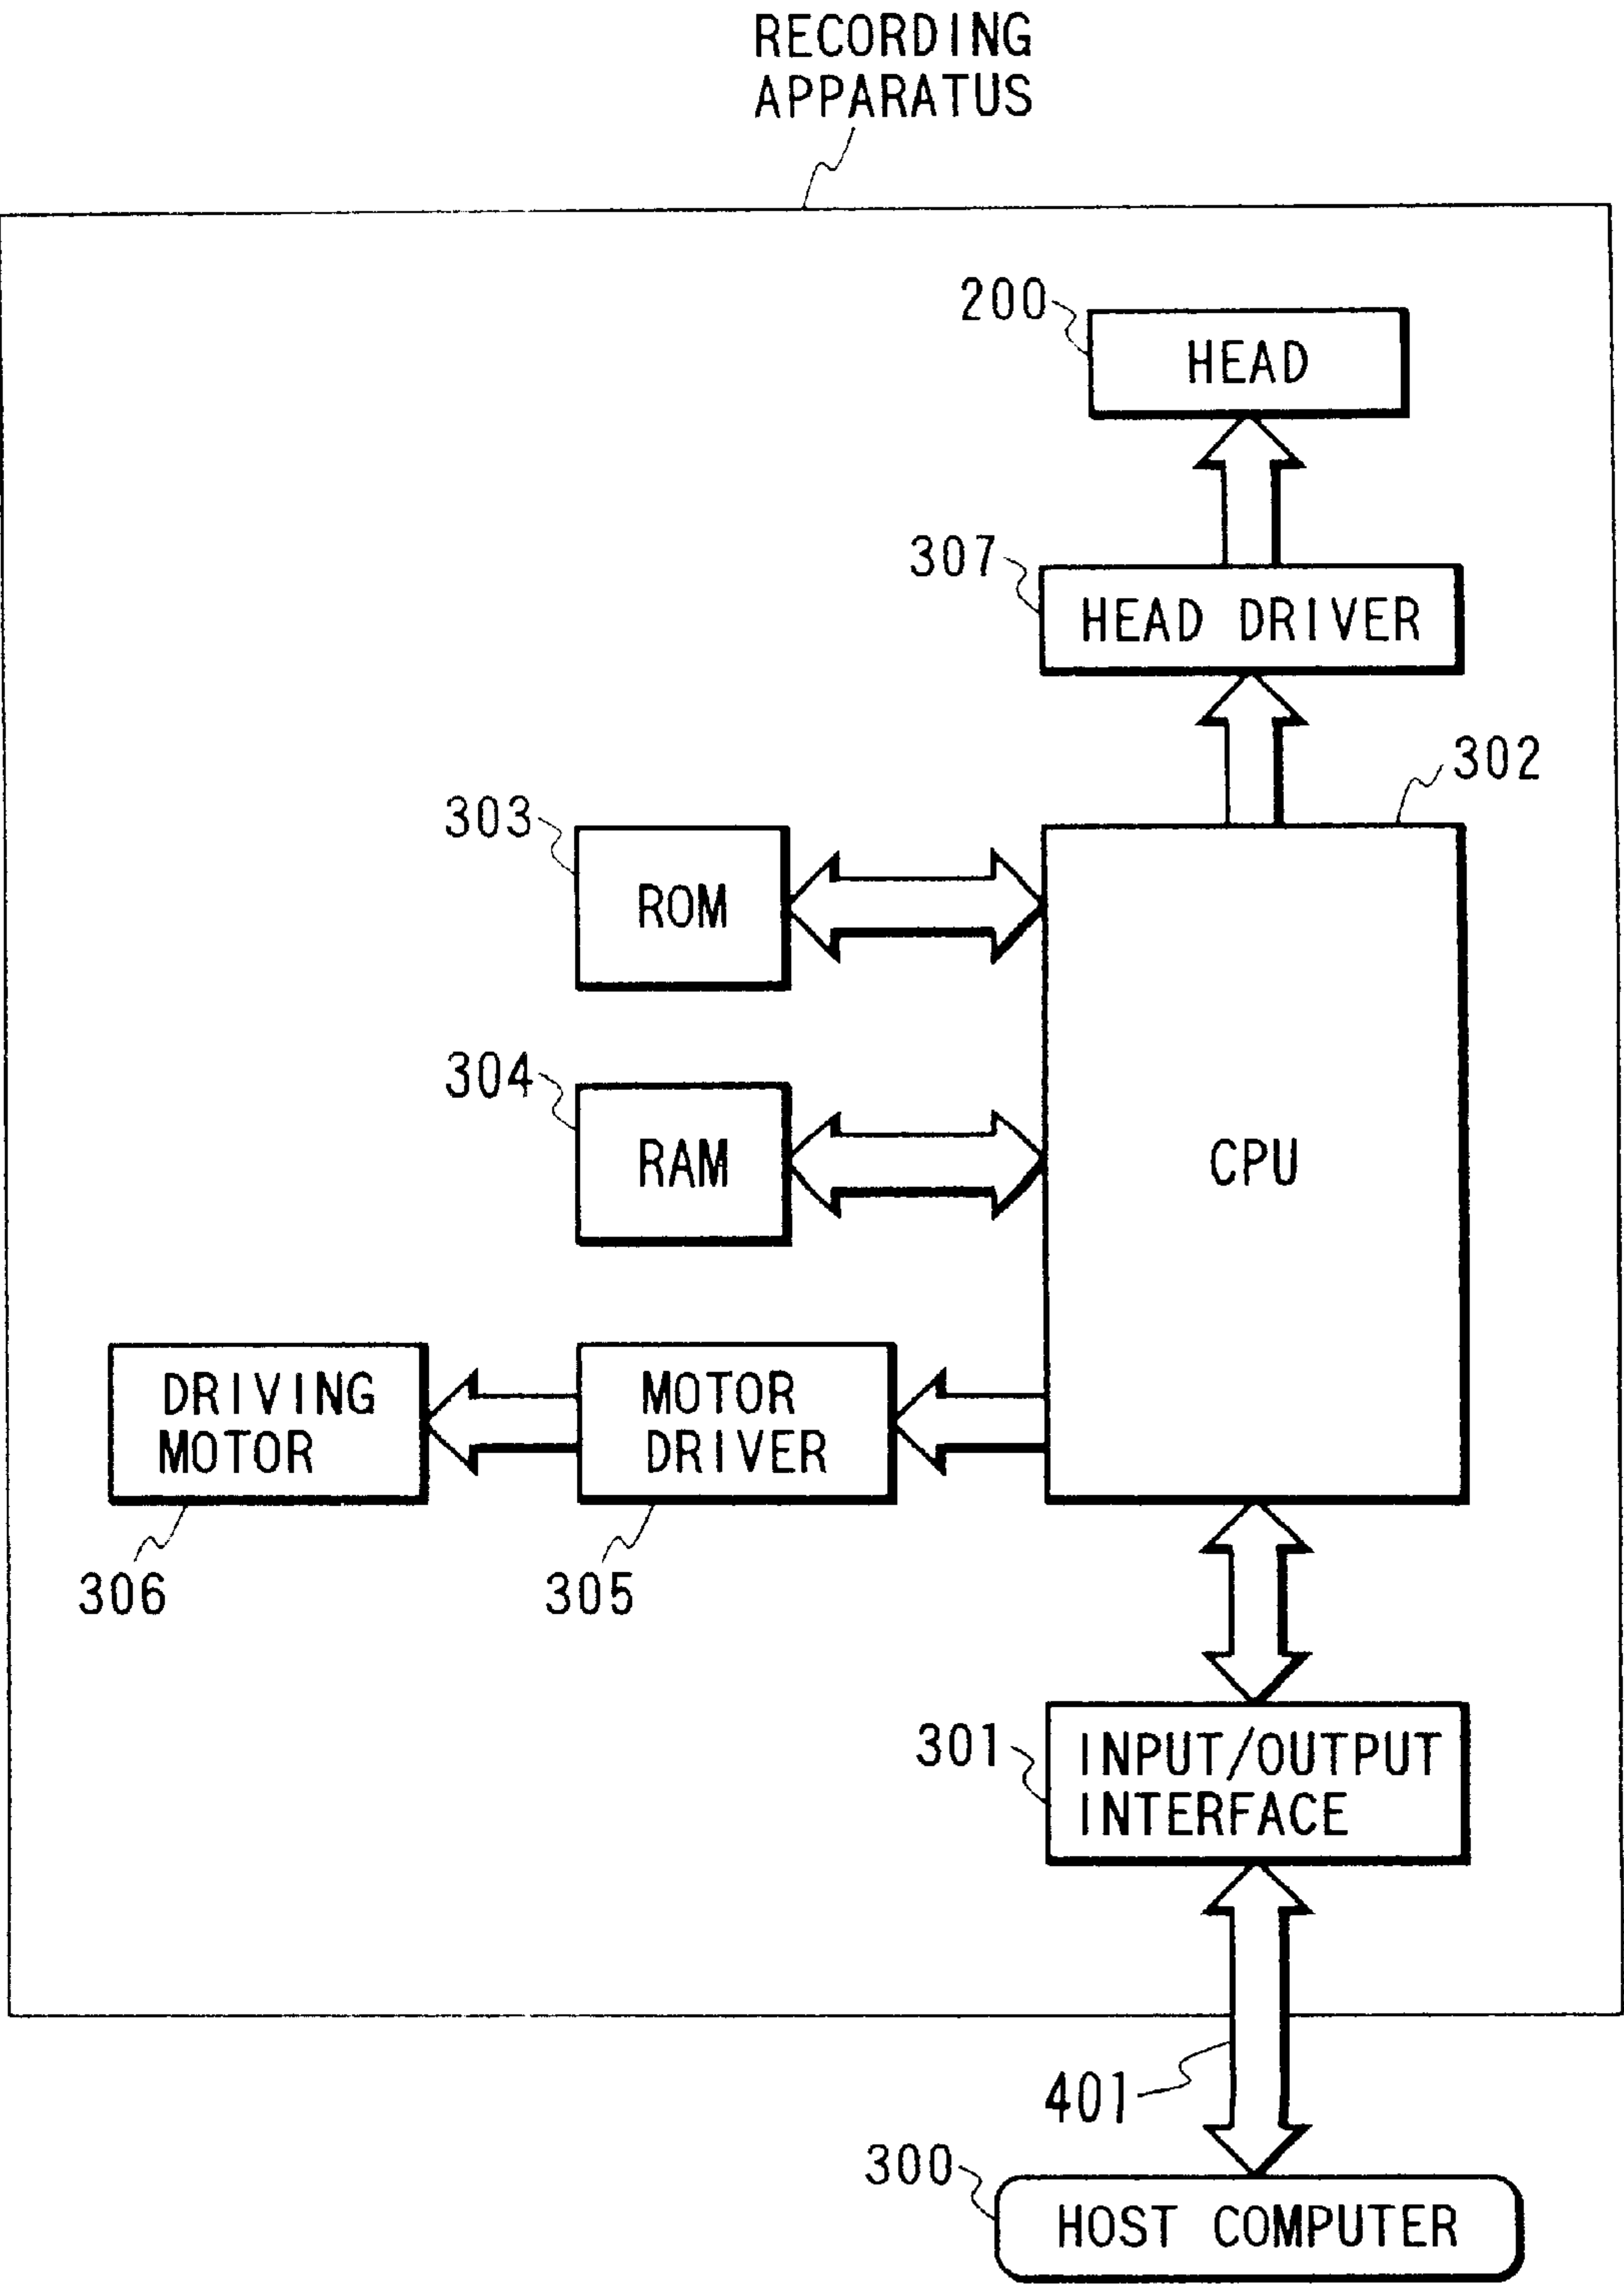 RECORDING
APPARATUS
200
HEAD
307
HEAD DRIVER
302
303
ROM
304
RAM
CPU
DRIVING
MOTOR
MOTOR
DRIVER
306
305
301
INPUT/OUTPUT
INTERFACE
401
300
HOST COMPUTER